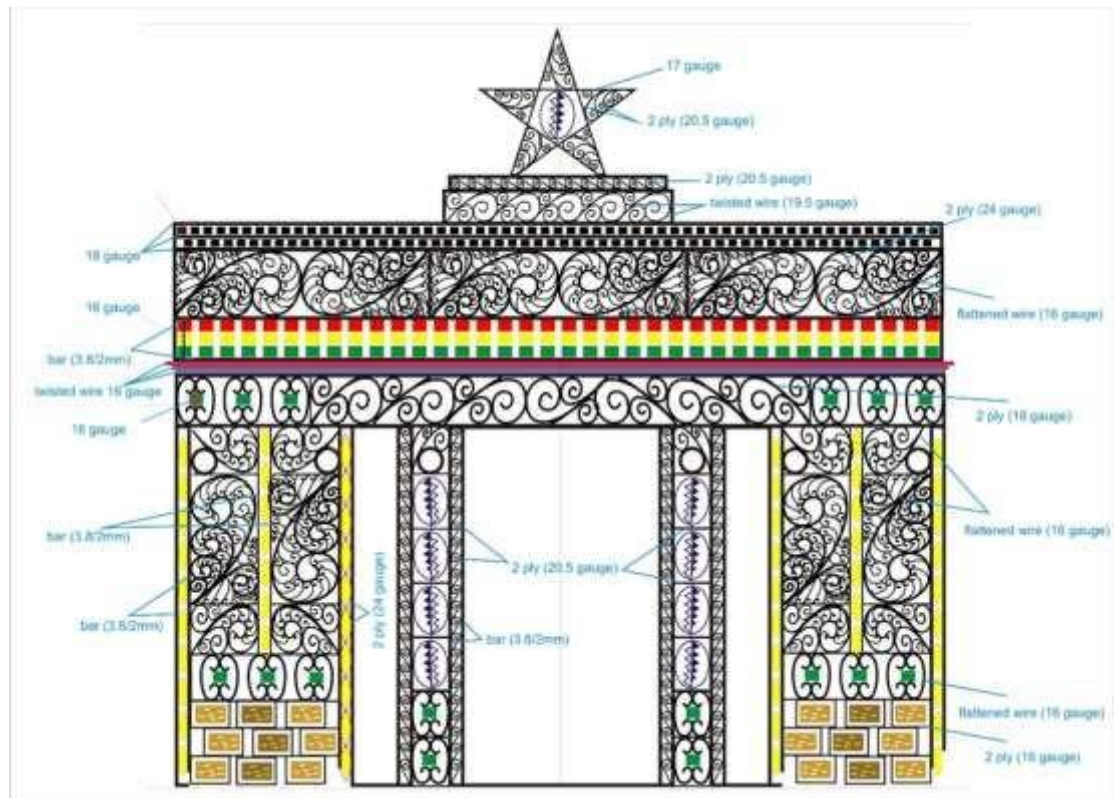 17 gauge
2 ply (20.5 gauge)
2 ply (20.5 gauge)
twisted wire (19.5 gauge)
2 ply (24 gauge)
18 gauge
16 gauge
flattened wire (16 gauge)
bar (3.8/2mm)
twisted wire 16 gauge
2 ply (18 gauge)
16 gauge
bar (3.8/2mm)
flattened wire (16 gauge)
2 ply (20.5 gauge)
2 ply (24 gauge)
bar (3.8/2mm)
bar (3.8/2mm)
flattened wire (16 gauge)
2 ply (18 gauge)